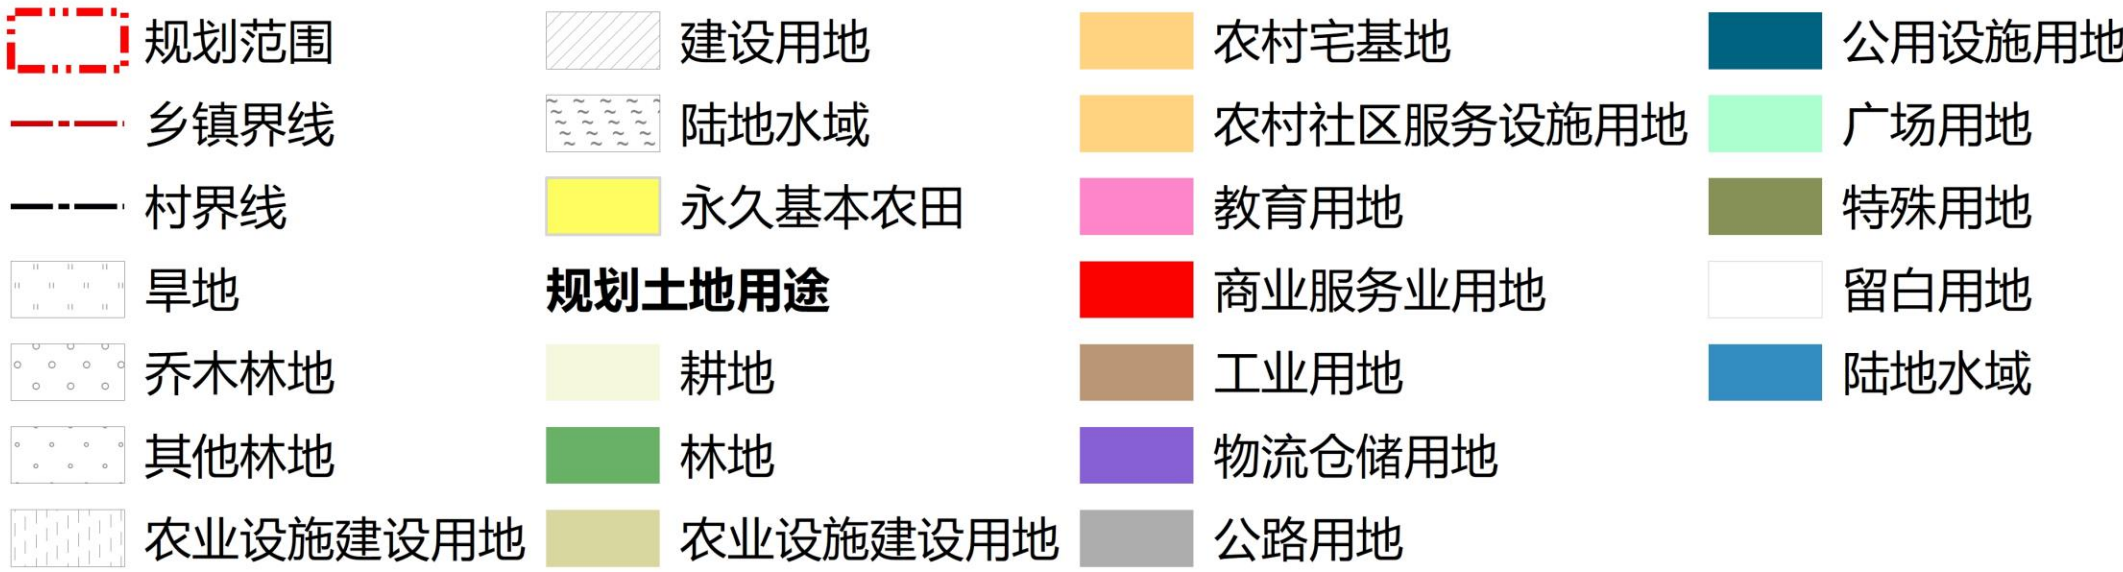 规划范围
乡镇界线
村界线
旱地
乔木林地
其他林地
农业设施建设用地
建设用地
陆地水域
永久基本农田
规划土地用途
耕地
林地
农业设施建设用地
农村宅基地
农村社区服务设施用地
教育用地
商业服务业用地
工业用地
物流仓储用地
公路用地
公用设施用地
广场用地
特殊用地
留白用地
陆地水域